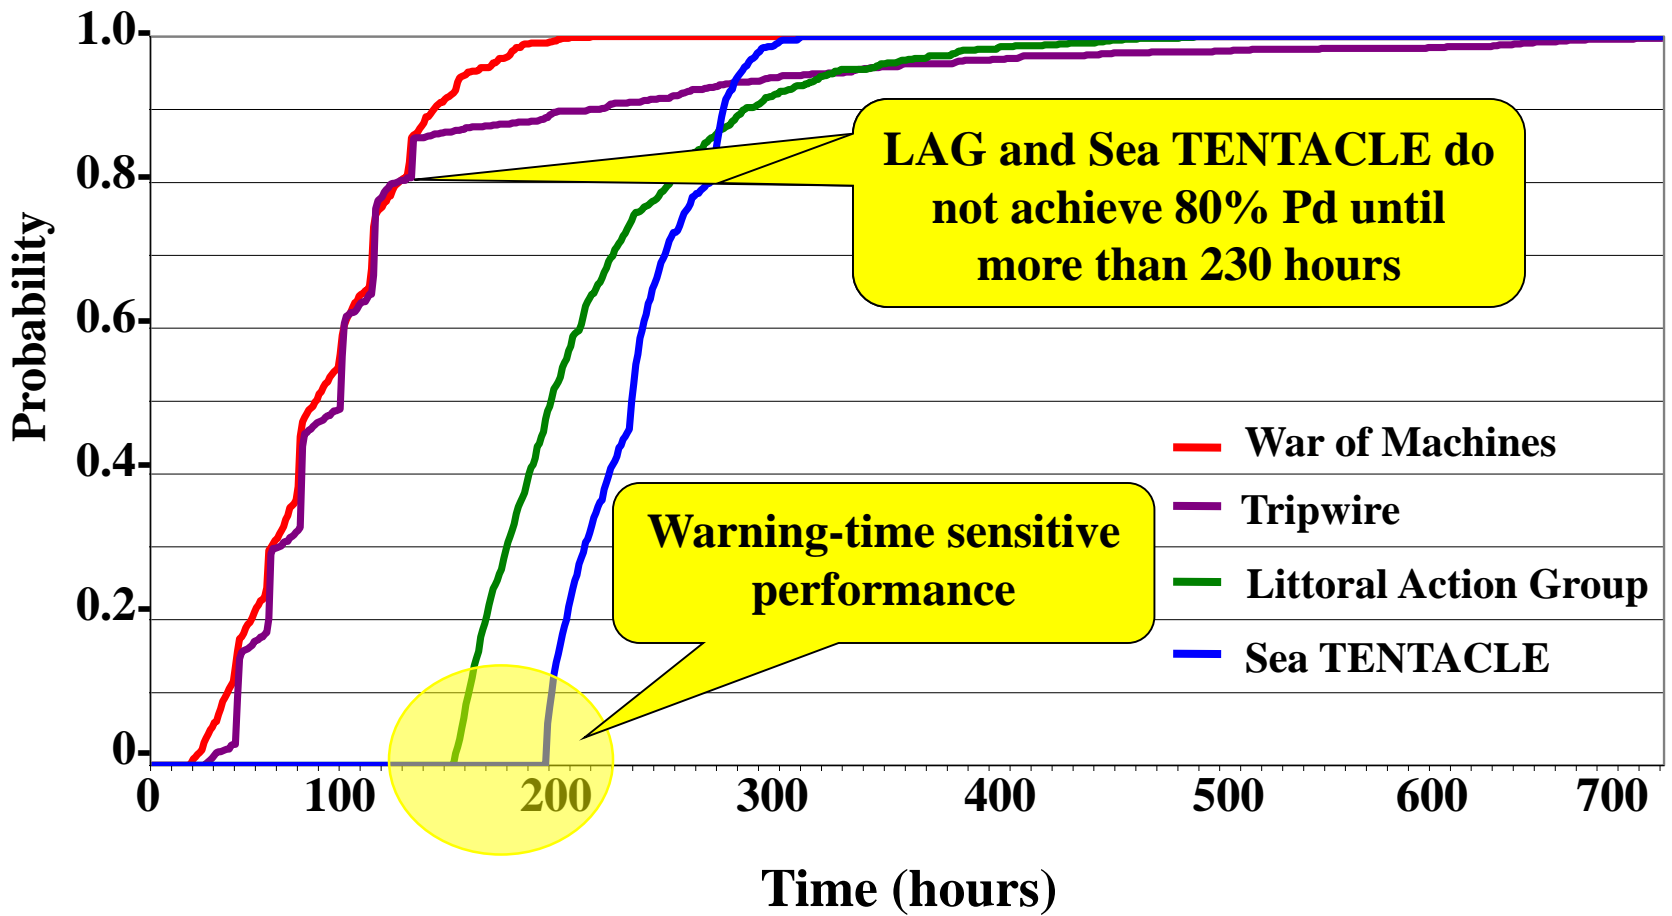 1.0
0.8
0.6
0.4
0.2
0
Probability
LAG and Sea TENTACLE do
not achieve 80% Pd until
more than 230 hours
War of Machines
Tripwire
Littoral Action Group
Sea TENTACLE
Warning-time sensitive
performance
0 100 200 300 400 500 600 700
Time (hours)